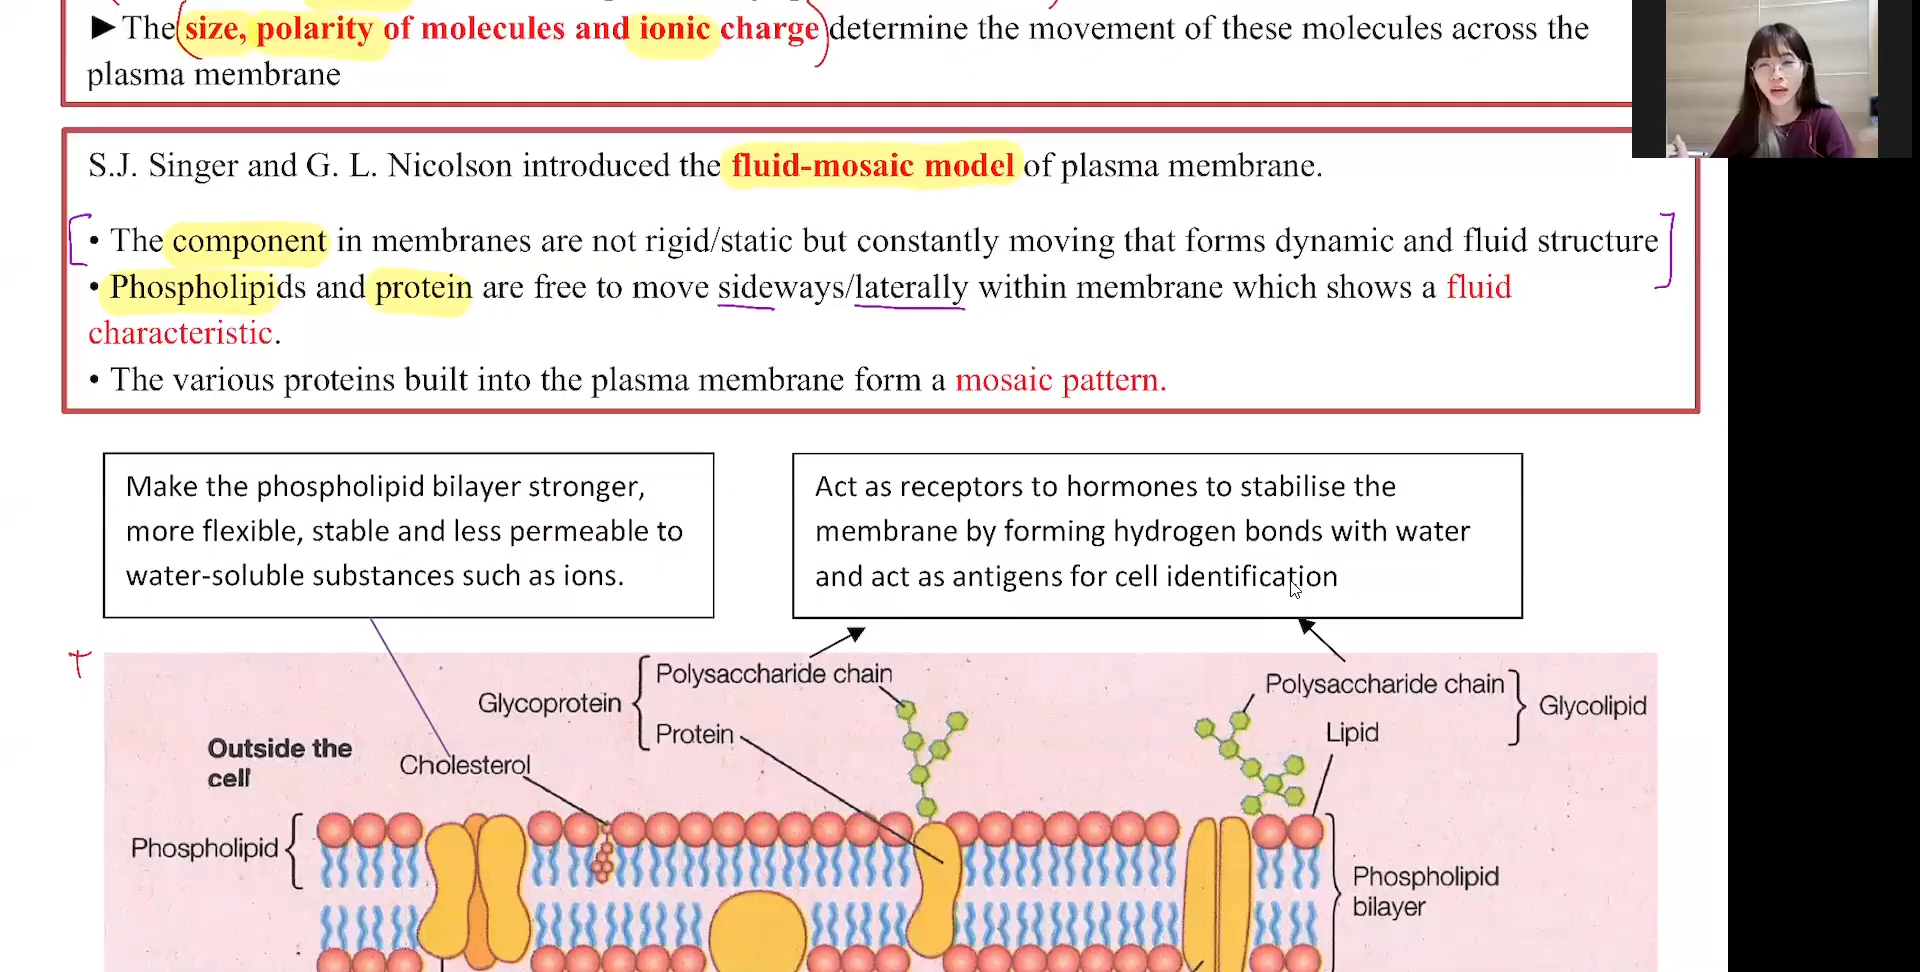 ►The size, polarity of molecules and ionic charge determine the movement of these molecules across the
plasma membrane
S.J. Singer and G. L. Nicolson introduced the fluid-mosaic model of plasma membrane.
• The component in membranes are not rigid/static but constantly moving that forms dynamic and fluid structure
• Phospholipids and protein are free to move sideways/laterally within membrane which shows a fluid
characteristic.
• The various proteins built into the plasma membrane form a mosaic pattern.
Make the phospholipid bilayer stronger,
more flexible, stable and less permeable to
water-soluble substances such as ions.
Act as receptors to hormones to stabilise the
membrane by forming hydrogen bonds with water
and act as antigens for cell identification
T
Polysaccharide chain
Glycoprotein
Protein
Polysaccharide chain
Glycolipid
Lipid
Outside the
cell
Cholesterol
Phospholipid
Phospholipid
bilayer